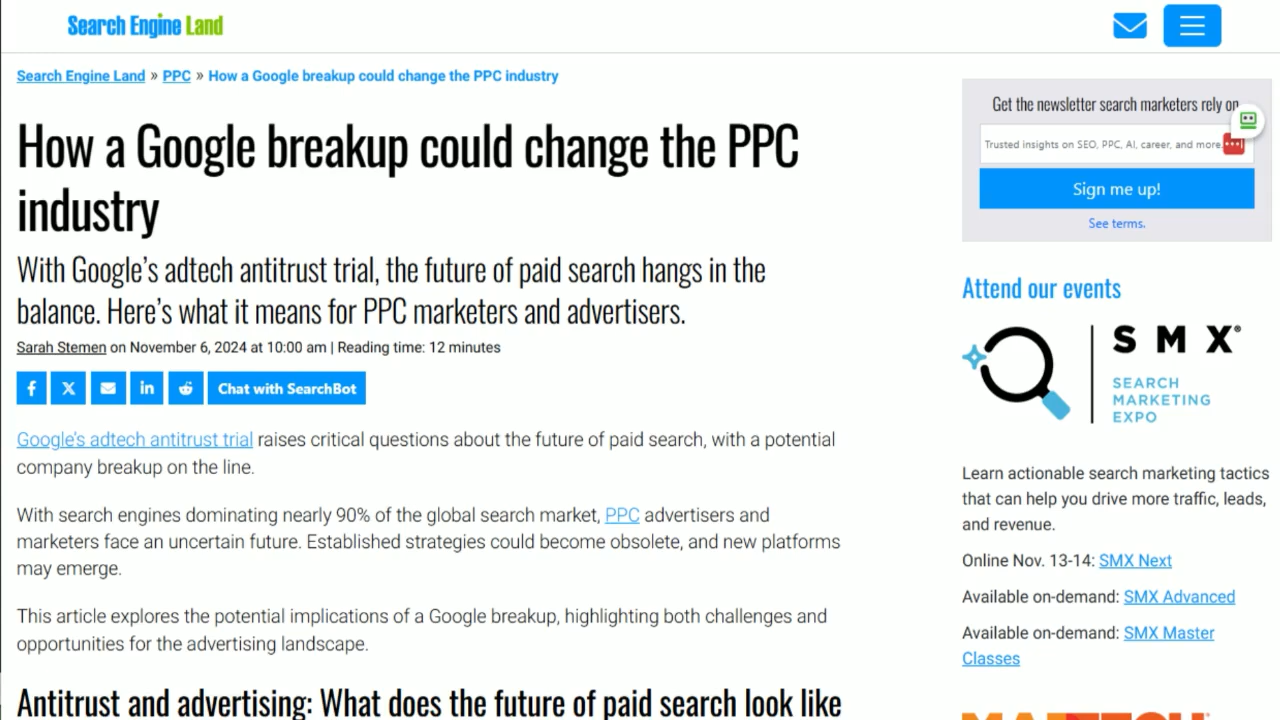 Search Engine Land
Search Engine Land » PPC » How a Google breakup could change the PPC industry
How a Google breakup could change the PPC
industry
With Google's adtech antitrust trial, the future of paid search hangs in the
balance. Here's what it means for PPC marketers and advertisers.
Sarah Stemen on November 6, 2024 at 10:00 am | Reading time: 12 minutes
Chat with SearchBot
Google's adtech antitrust trial raises critical questions about the future of paid search, with a potential
company breakup on the line.
With search engines dominating nearly 90% of the global search market, PPC advertisers and
marketers face an uncertain future. Established strategies could become obsolete, and new platforms
may emerge.
This article explores the potential implications of a Google breakup, highlighting both challenges and
opportunities for the advertising landscape.
Antitrust and advertising: What does the future of paid search look like
Get the newsletter search marketers rely on
Trusted insights on SEO, PPC, AI, career, and more.
Sign me up!
See terms.
Attend our events
SMX®
SEARCH
MARKETING
EXPO
Learn actionable search marketing tactics
that can help you drive more traffic, leads,
and revenue.
Online Nov. 13-14: SMX Next
Available on-demand: SMX Advanced
Available on-demand: SMX Master
Classes